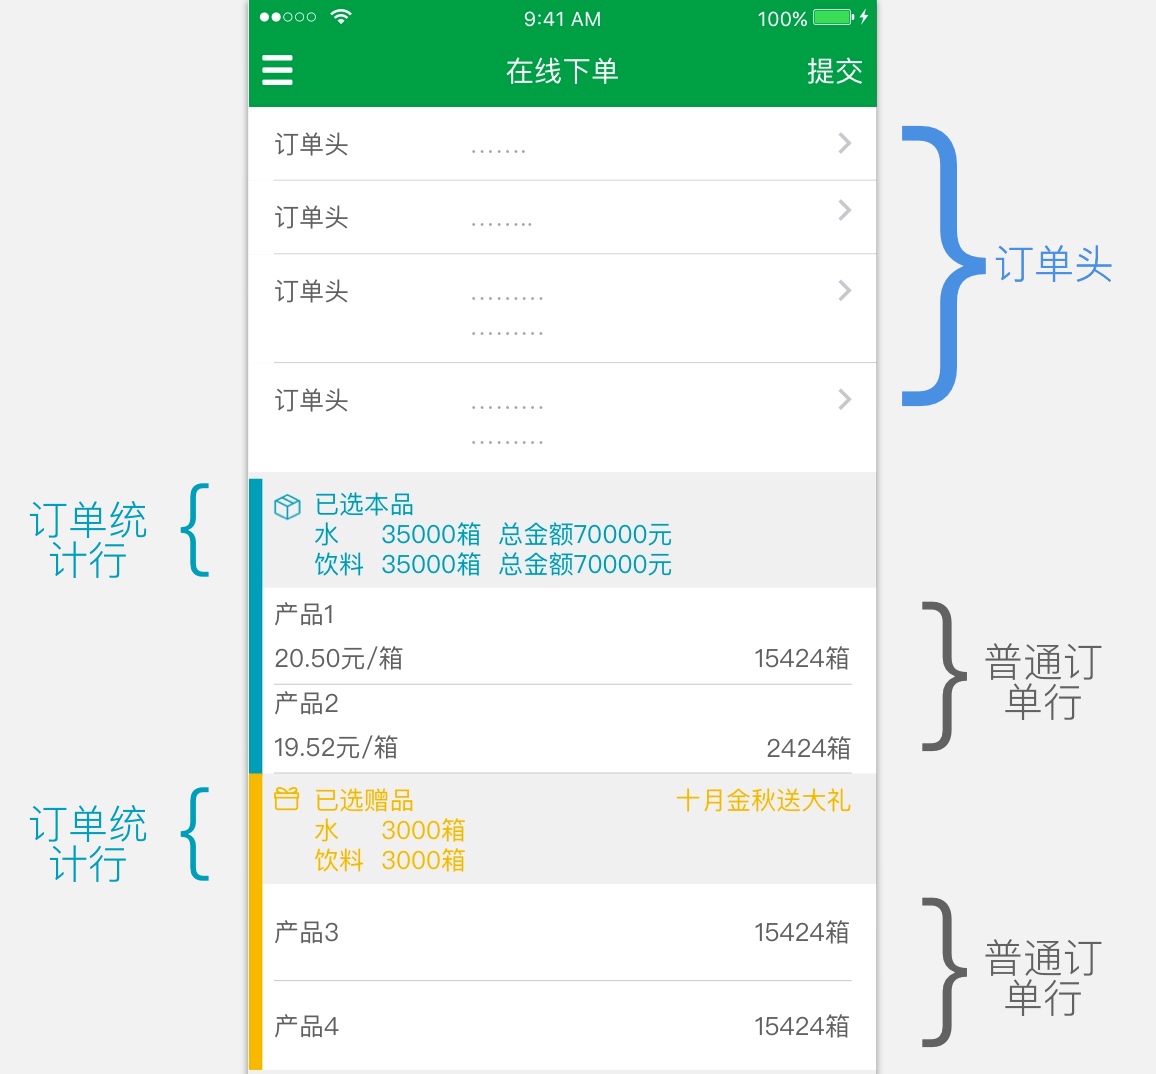 9:41 AM
100%
在线下单
提交
订单头
.......
订单头
........
订单头
.........
.........
订单头
.........
.........
订单头
订单统
计行
已选本品
水 35000箱 总金额70000元
饮料 35000箱 总金额70000元
产品1
20.50元/箱 15424箱
产品2
19.52元/箱 2424箱
普通订
单行
订单统
计行
已选赠品 十月金秋送大礼
水 3000箱
饮料 3000箱
产品3 15424箱
产品4 15424箱
普通订
单行